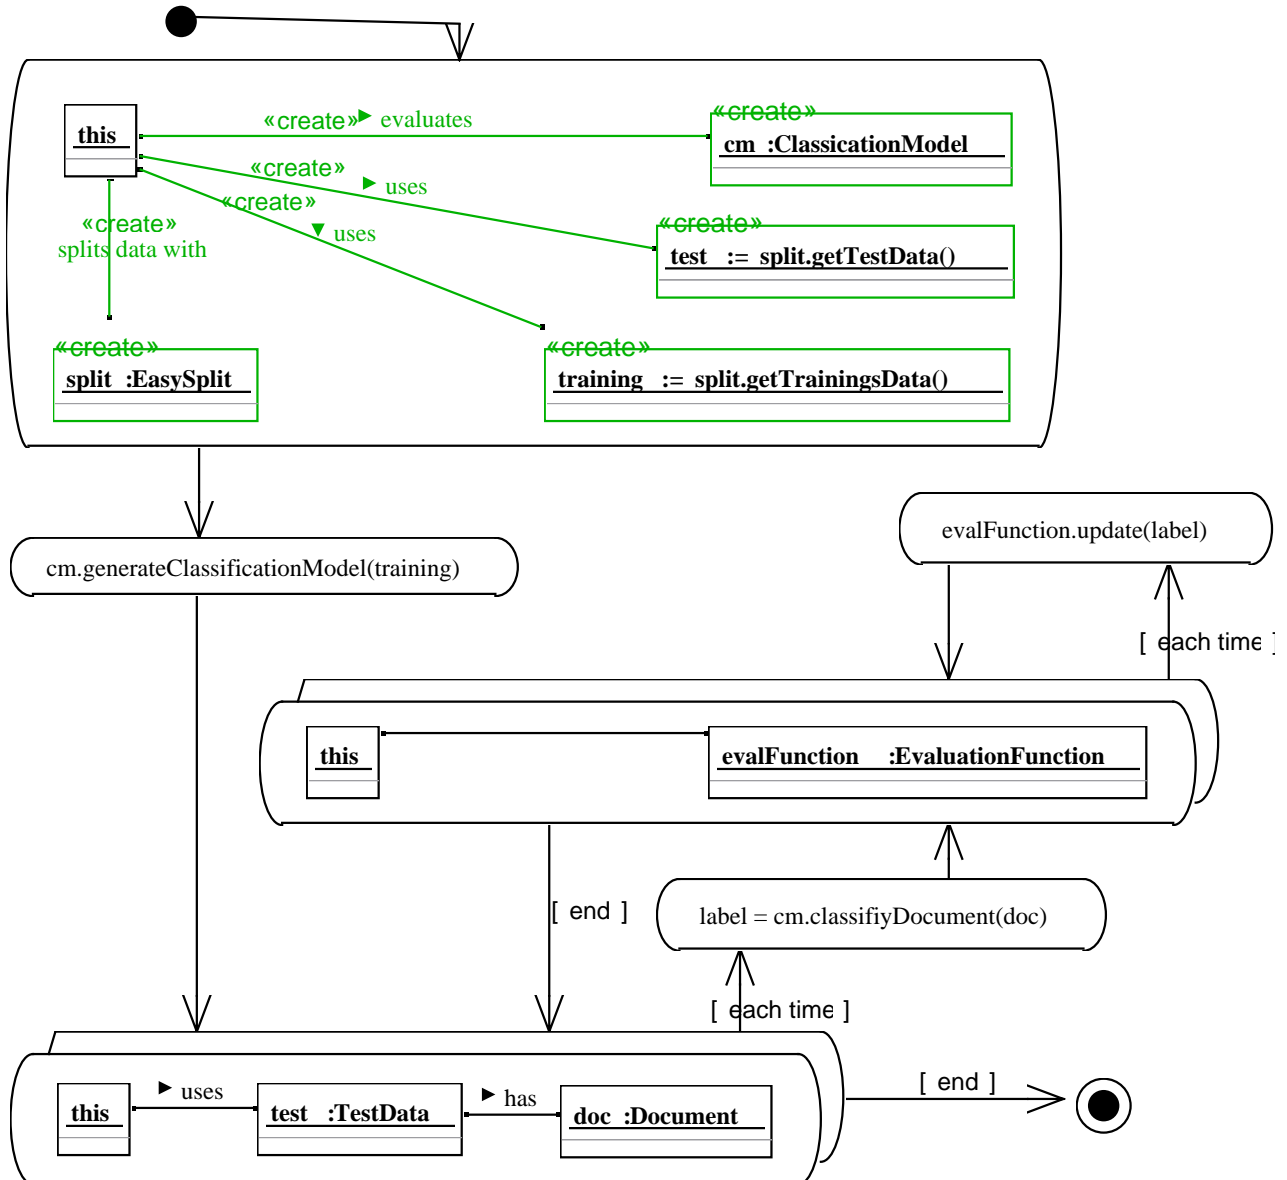 «create» ► evaluates
«create»
this
cm :ClassicationModel
«create»
► uses
«create»
«create»
splits data with
▼ uses
«create»
test := split.getTestData()
«create»
split :EasySplit
«create»
training := split.getTrainingsData()
evalFunction.update(label)
cm.generateClassificationModel(training)
[ each time ]
this
evalFunction :EvaluationFunction
[ end ]
label = cm.classifiyDocument(doc)
[ each time ]
[ end ]
this
► uses
test :TestData
► has
doc :Document